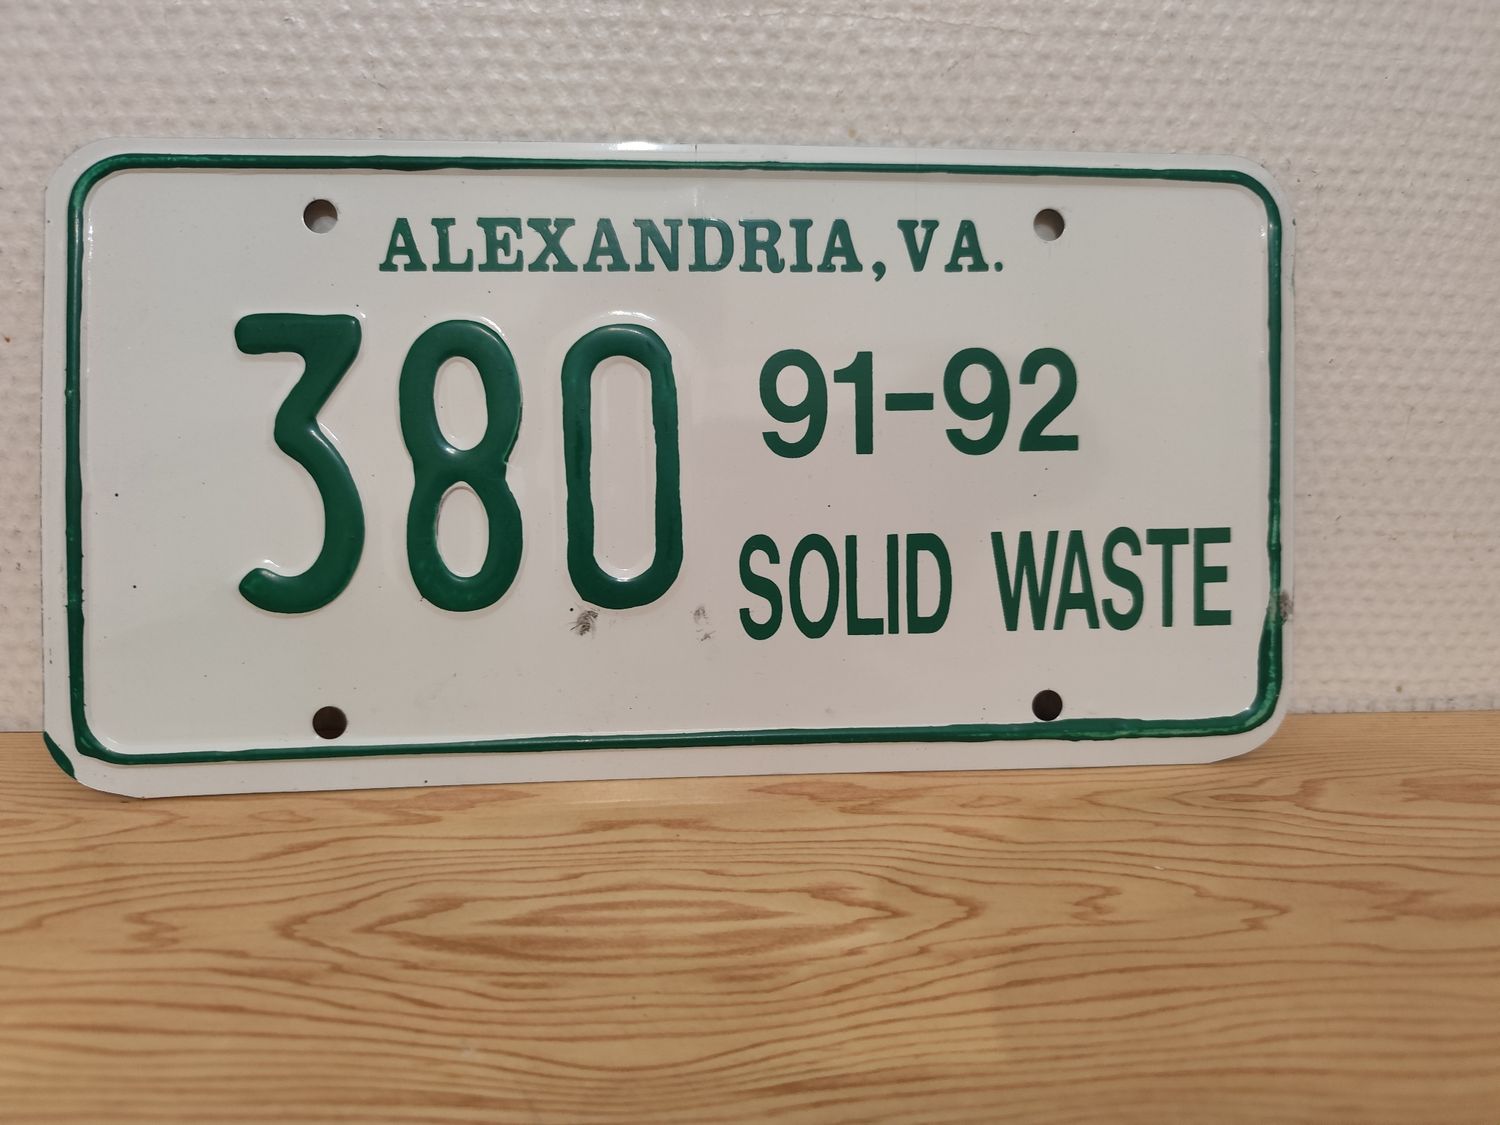 ALEXANDRIA, VA.
380
91-92
SOLID WASTE